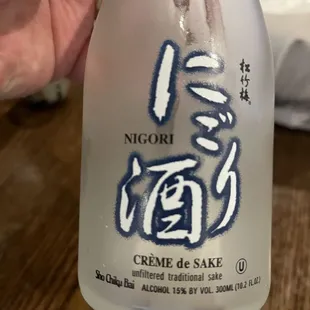 松竹梅
にごり酒
NIGORI
CRÈME de SAKE
unfiltered traditional sake
Sho Chiku Bai
U
ALCOHOL 15% BY VOL. 300ML (10.2 FL.OZ.)